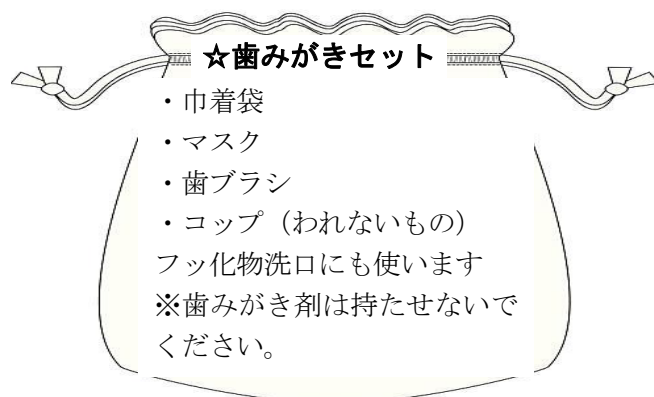 ☆歯みがきセット
・巾着袋
・マスク
・歯ブラシ
・コップ（われないもの）
フッ化物洗口にも使います
※歯みがき剤は持たせないで
ください。